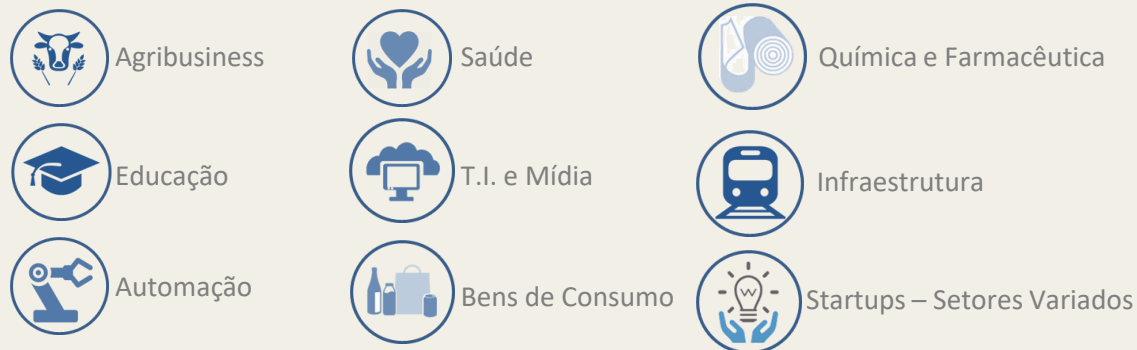 Agribusiness
Saúde
Química e Farmacêutica
Educação
T.I. e Mídia
Infraestrutura
Automação
Bens de Consumo
Startups – Setores Variados